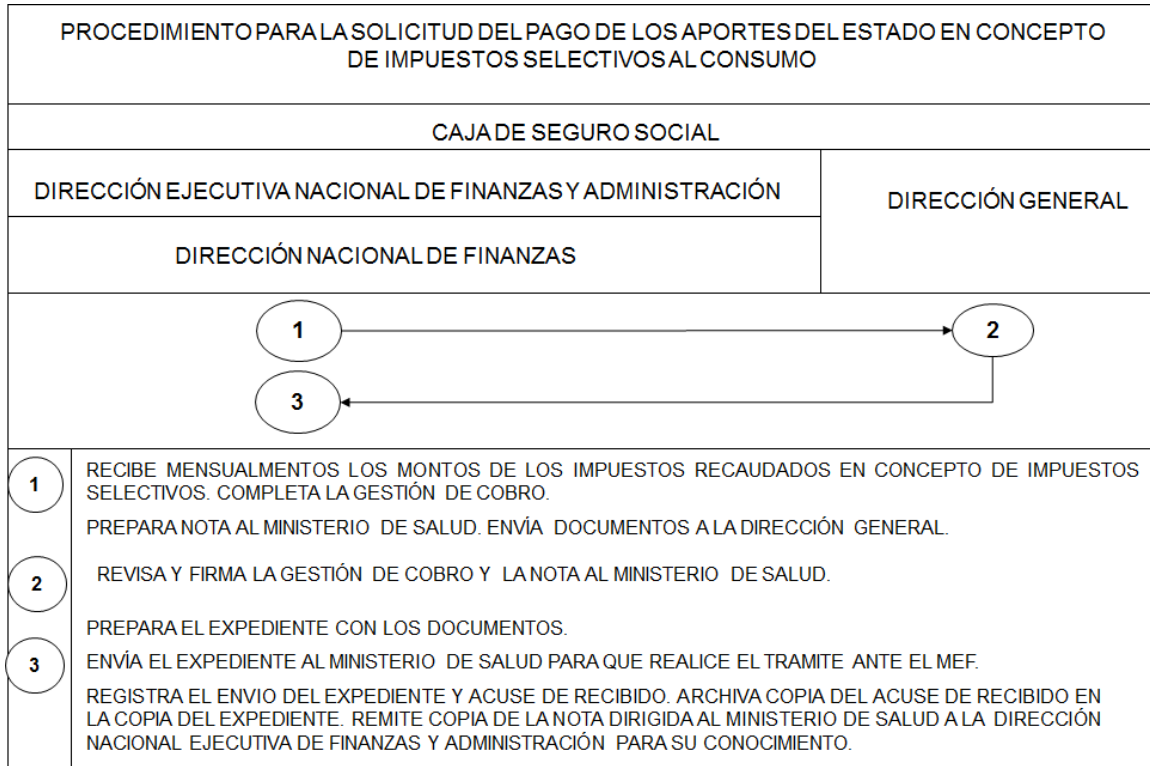 PROCEDIMIENTO PARA LA SOLICITUD DEL PAGO DE LOS APORTES DEL ESTADO EN CONCEPTO
DE IMPUESTOS SELECTIVOS AL CONSUMO
CAJA DE SEGURO SOCIAL
DIRECCIÓN EJECUTIVA NACIONAL DE FINANZAS Y ADMINISTRACIÓN
DIRECCIÓN GENERAL
DIRECCIÓN NACIONAL DE FINANZAS
1
2
3
1
RECIBE MENSUALMENTOS LOS MONTOS DE LOS IMPUESTOS RECAUDADOS EN CONCEPTO DE IMPUESTOS
SELECTIVOS. COMPLETA LA GESTIÓN DE COBRO.
PREPARA NOTA AL MINISTERIO DE SALUD. ENVÍA DOCUMENTOS A LA DIRECCIÓN GENERAL.
2
REVISA Y FIRMA LA GESTIÓN DE COBRO Y LA NOTA AL MINISTERIO DE SALUD.
PREPARA EL EXPEDIENTE CON LOS DOCUMENTOS.
3
ENVÍA EL EXPEDIENTE AL MINISTERIO DE SALUD PARA QUE REALICE EL TRAMITE ANTE EL MEF.
REGISTRA EL ENVIO DEL EXPEDIENTE Y ACUSE DE RECIBIDO. ARCHIVA COPIA DEL ACUSE DE RECIBIDO EN
LA COPIA DEL EXPEDIENTE. REMITE COPIA DE LA NOTA DIRIGIDA AL MINISTERIO DE SALUD A LA DIRECCIÓN
NACIONAL EJECUTIVA DE FINANZAS Y ADMINISTRACIÓN PARA SU CONOCIMIENTO.